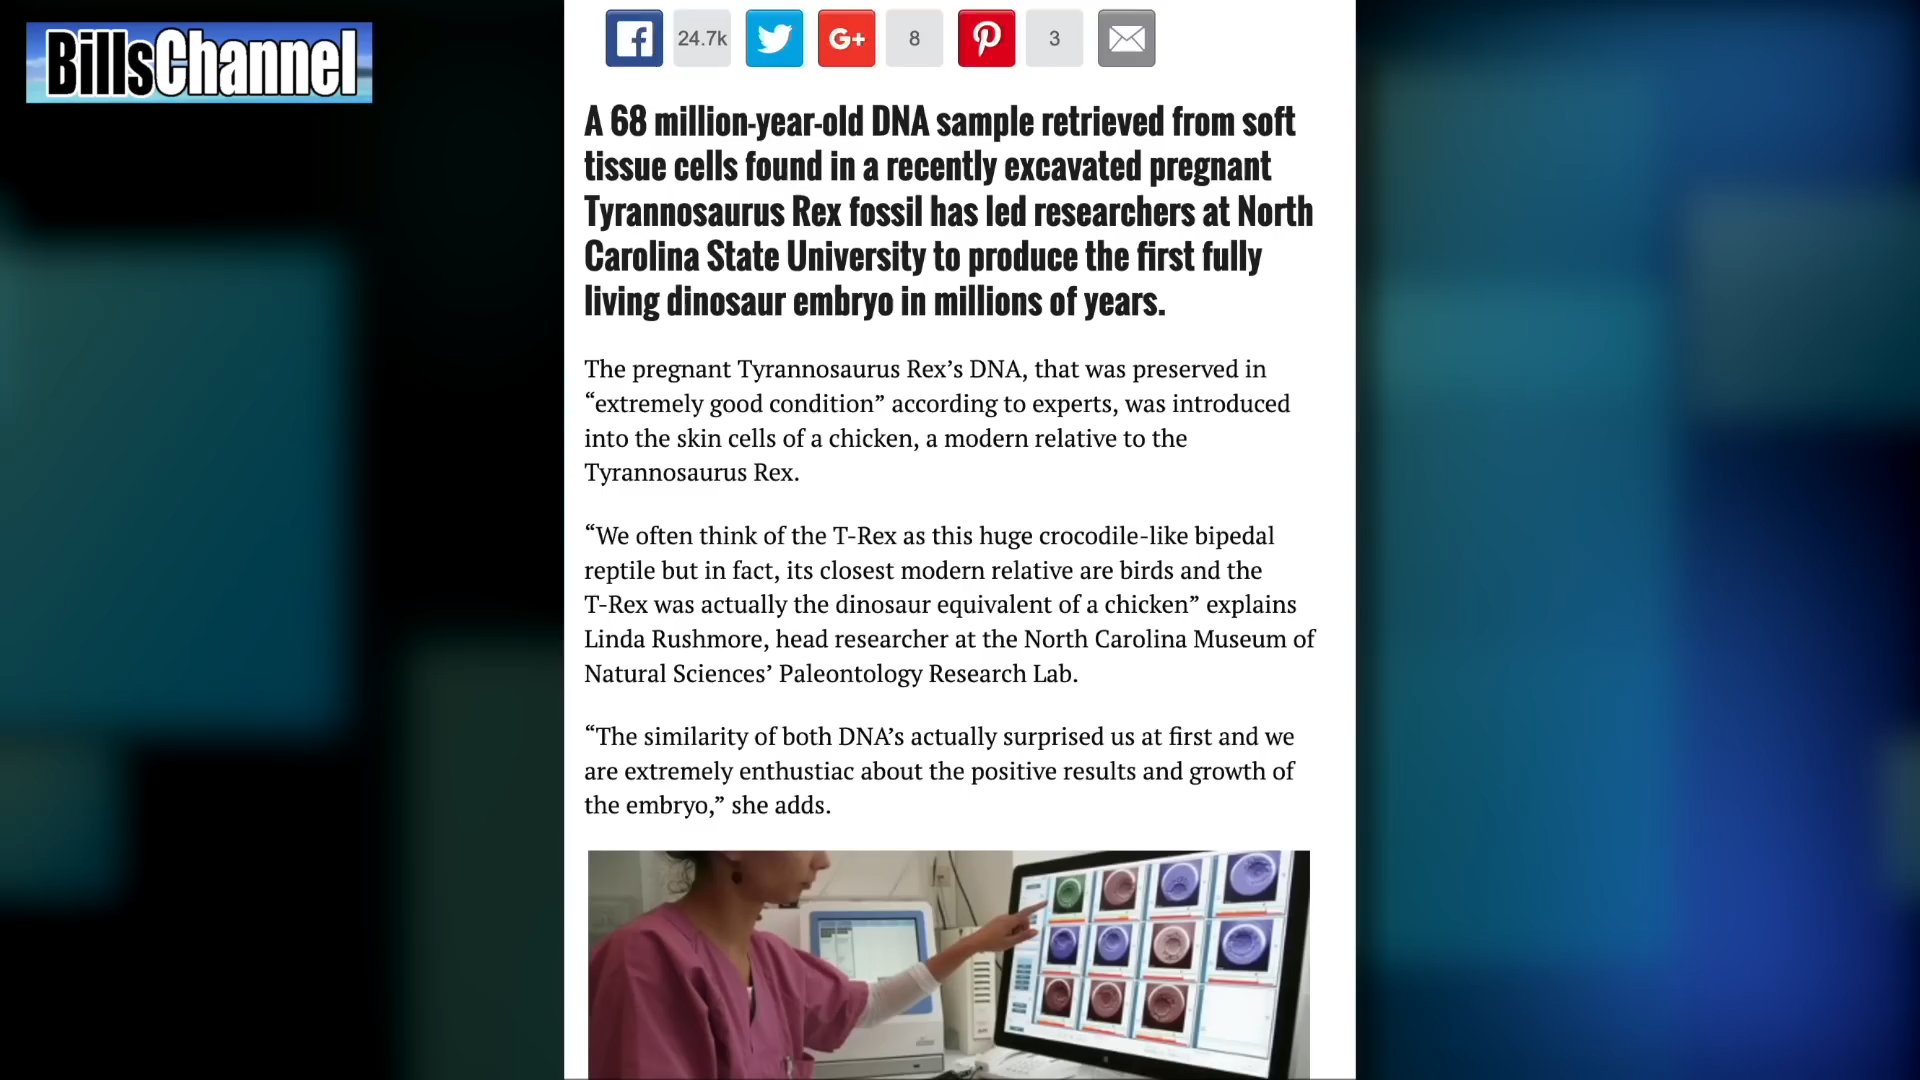 BillsChannel
24.7k
G+
8
3
A 68 million-year-old DNA sample retrieved from soft
tissue cells found in a recently excavated pregnant
Tyrannosaurus Rex fossil has led researchers at North
Carolina State University to produce the first fully
living dinosaur embryo in millions of years.
The pregnant Tyrannosaurus Rex’s DNA, that was preserved in
“extremely good condition” according to experts, was introduced
into the skin cells of a chicken, a modern relative to the
Tyrannosaurus Rex.
“We often think of the T-Rex as this huge crocodile-like bipedal
reptile but in fact, its closest modern relative are birds and the
T-Rex was actually the dinosaur equivalent of a chicken” explains
Linda Rushmore, head researcher at the North Carolina Museum of
Natural Sciences’ Paleontology Research Lab.
“The similarity of both DNA’s actually surprised us at first and we
are extremely enthustiac about the positive results and growth of
the embryo,” she adds.